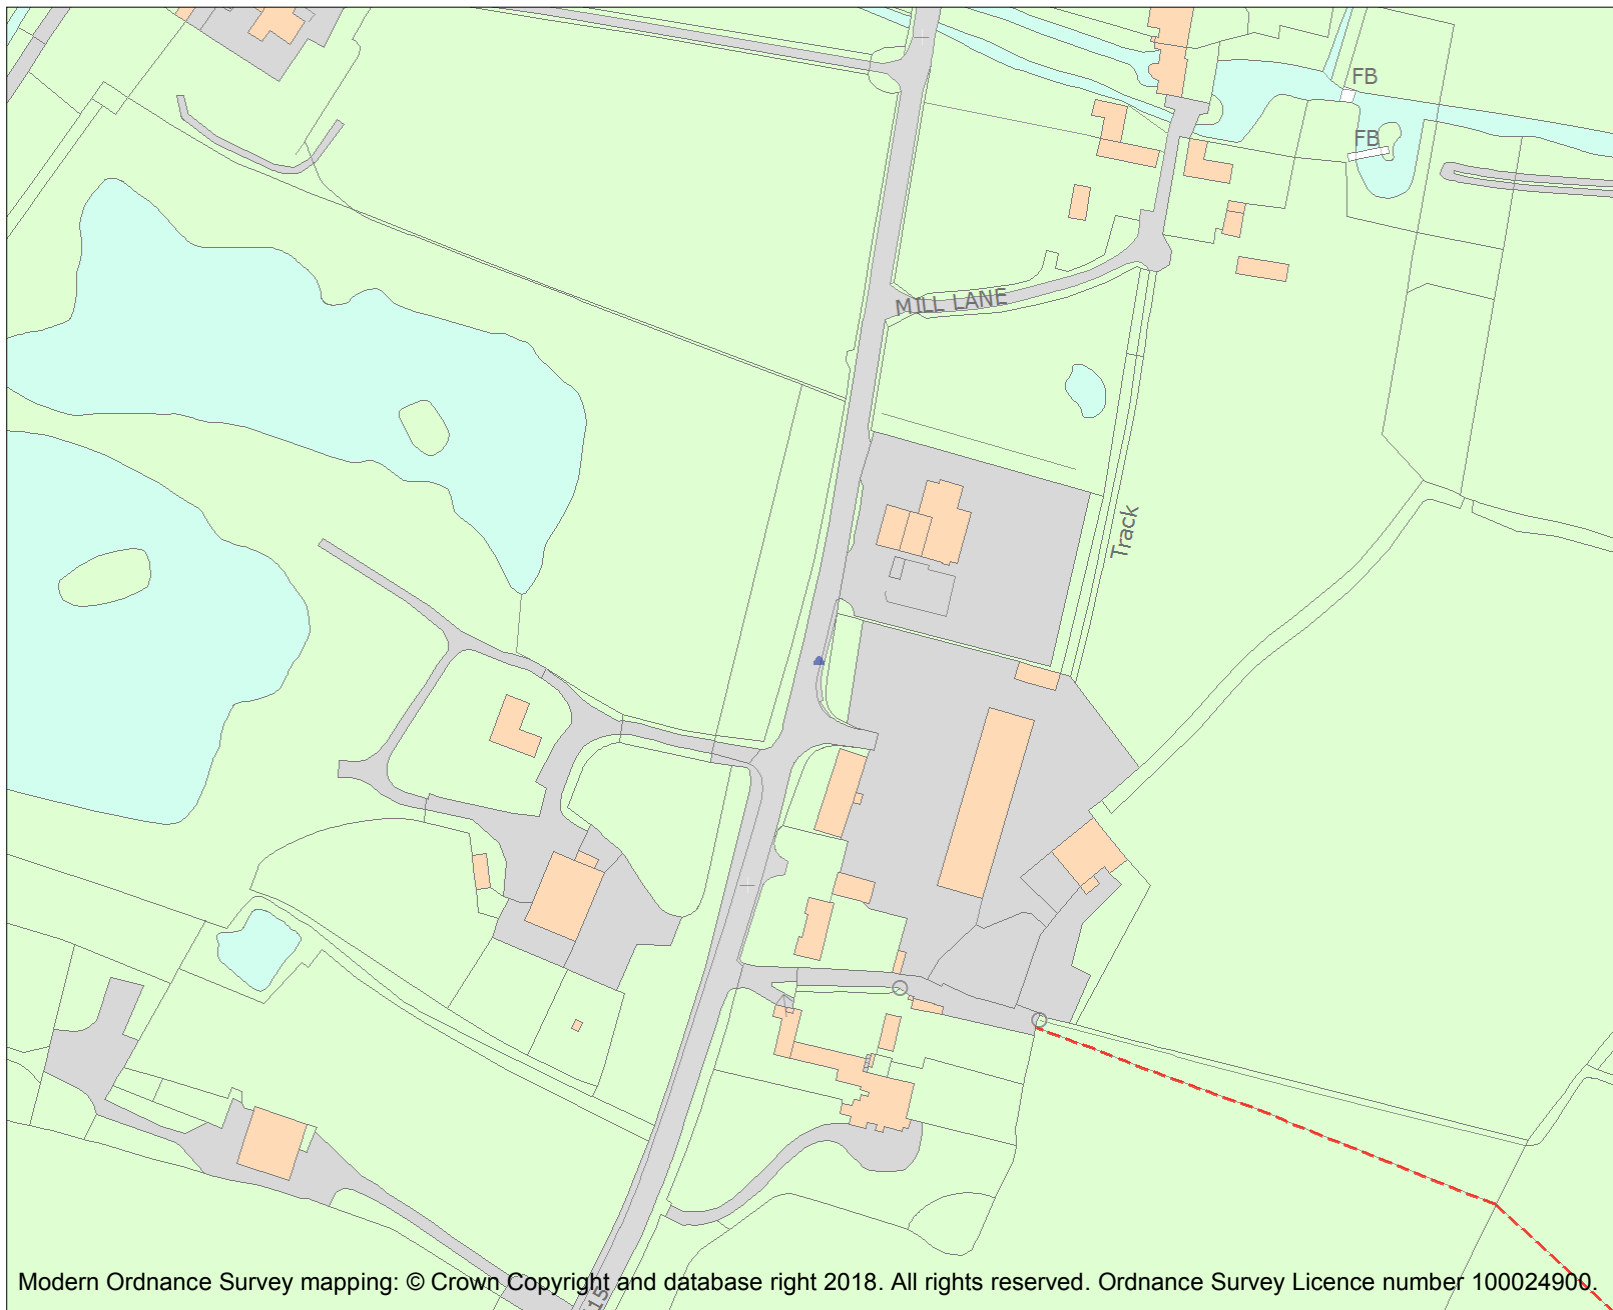 FB
FB
MILL LANE
Track
15
Modern Ordnance Survey mapping: © Crown Copyright and database right 2018. All rights reserved. Ordnance Survey Licence number 100024900.